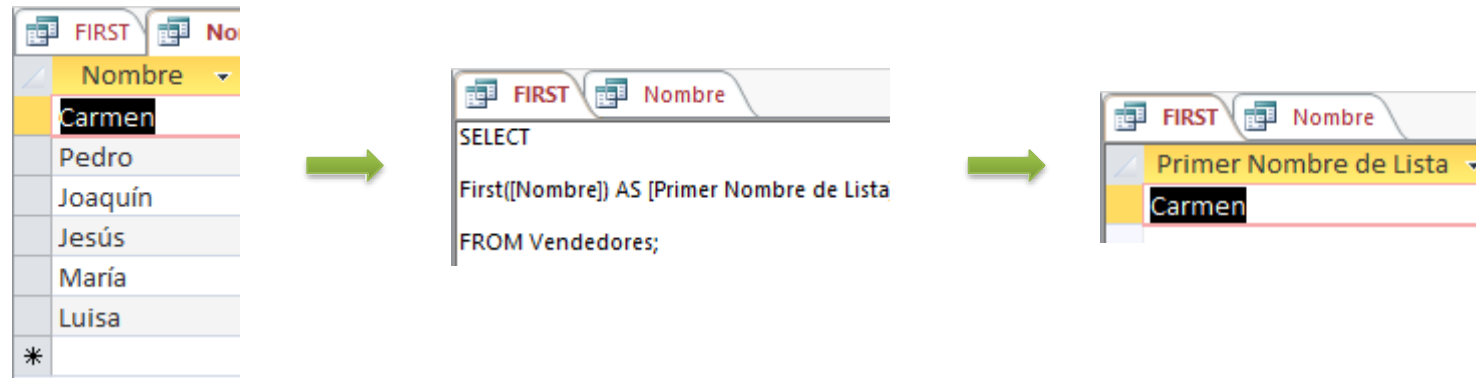 FIRST
Nombre
Carmen
Pedro
Joaquín
Jesús
María
Luisa
FIRST Nombre
SELECT
First([Nombre]) AS [Primer Nombre de Lista
FROM Vendedores;
FIRST Nombre
Primer Nombre de Lista
Carmen